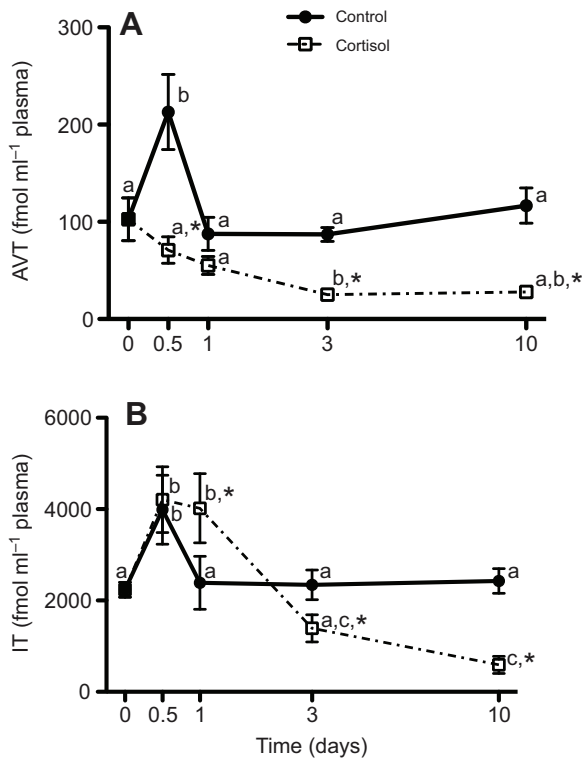 A
Control
Cortisol
300
200
100
0
AVT (fmol ml⁻¹ plasma)
a
b
a,*
a
a
a
b,*
a
a,b,*
0 0.5 1 3 10
B
6000
4000
2000
0
IT (fmol ml⁻¹ plasma)
a
b
b
b,*
a
a
a,c,*
a
c,*
0 0.5 1 3 10
Time (days)